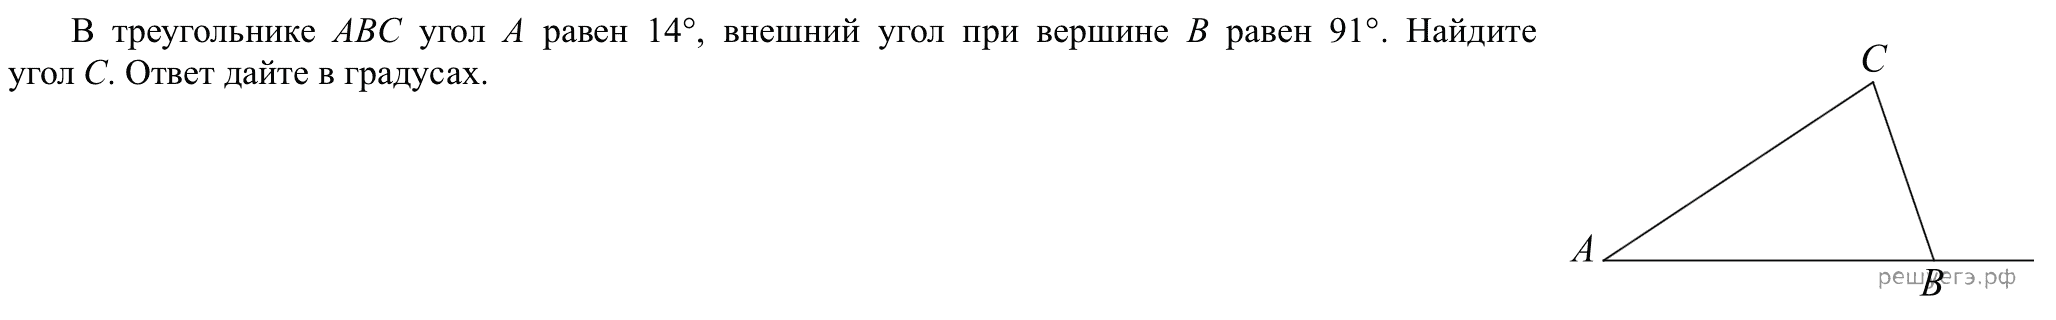 В треугольнике ABC угол A равен 14°, внешний угол при вершине B равен 91°. Найдите
угол C. Ответ дайте в градусах.
C
A
B
решуегэ.рф